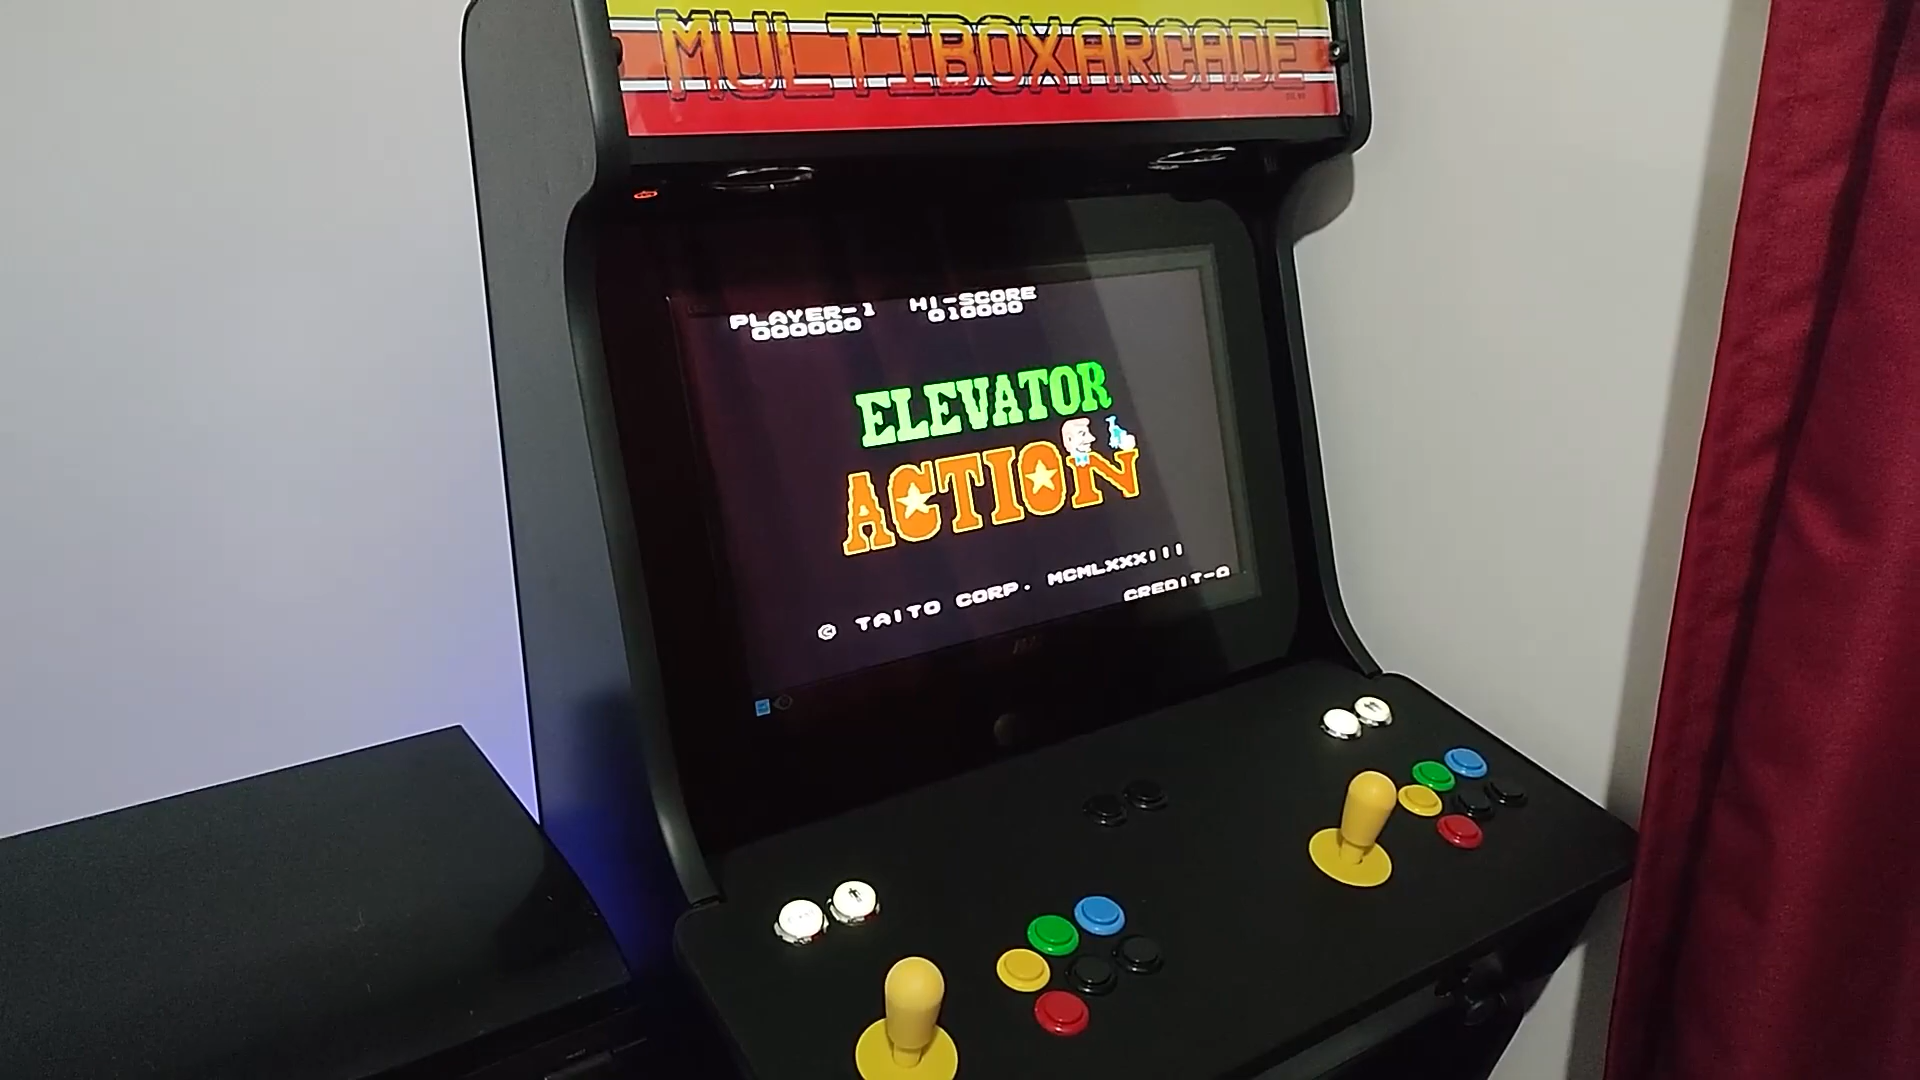 MULTIBOXARCADE
PLAYER-1 HI-SCORE
000000 010000
ELEVATOR
ACTION
© TAITO CORP. MCMLXXXIII
CREDIT-0